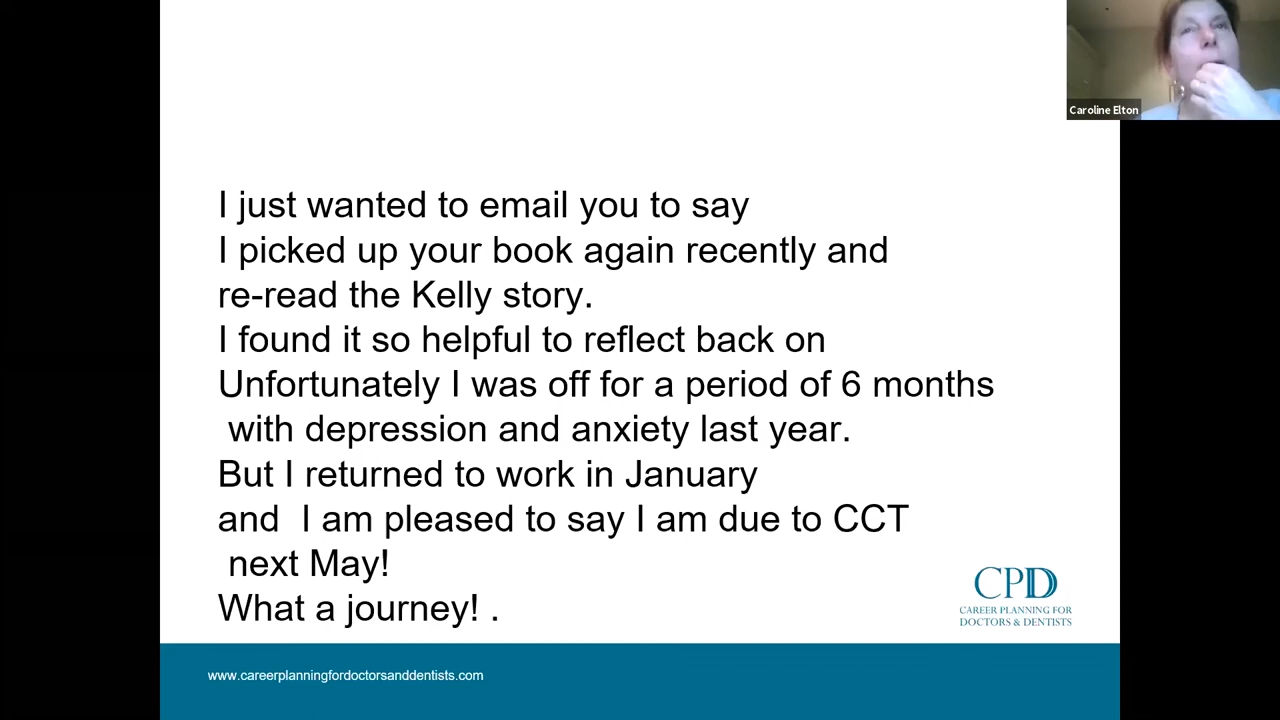 Caroline Elton
I just wanted to email you to say
I picked up your book again recently and
re-read the Kelly story.
I found it so helpful to reflect back on
Unfortunately I was off for a period of 6 months
with depression and anxiety last year.
But I returned to work in January
and I am pleased to say I am due to CCT
next May!
What a journey! .
CPDD
CAREER PLANNING FOR
DOCTORS & DENTISTS
www.careerplanningfordoctorsanddentists.com